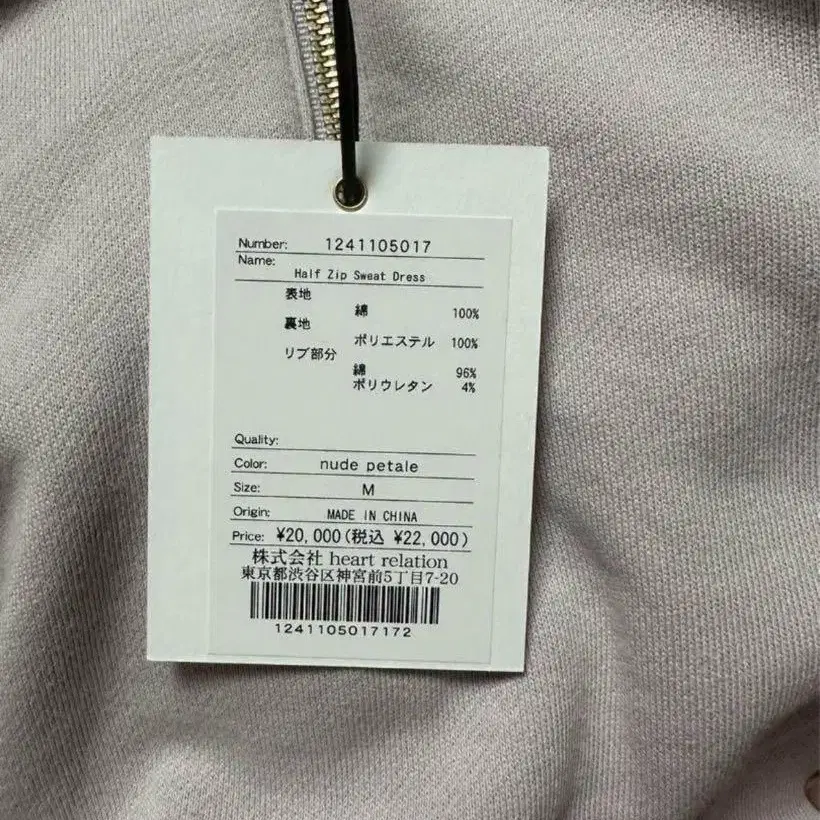 Number: 1241105017
Name:
Half Zip Sweat Dress
表地
綿 100%
裏地
ポリエステル 100%
リブ部分
綿 96%
ポリウレタン 4%
Quality:
Color: nude petale
Size: M
Origin: MADE IN CHINA
Price: ¥20,000(税込 ¥22,000)
株式会社 heart relation
東京都渋谷区神宮前5丁目7-20
1241105017172